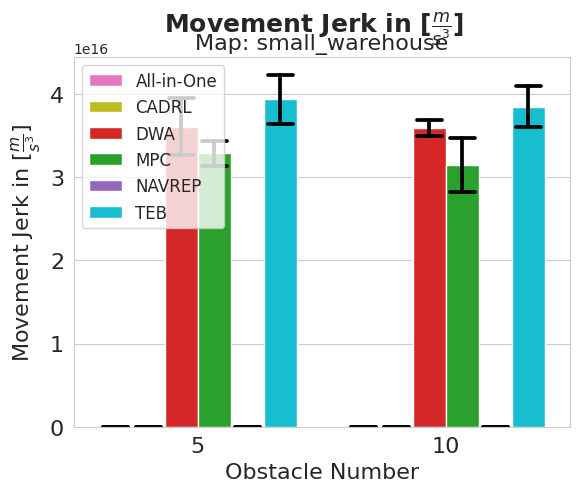 Movement Jerk in [m/s³]
Map: small_warehouse
1e16
All-in-One
CADRL
DWA
MPC
NAVREP
TEB
Movement Jerk in [m/s³]
4
3
2
1
0
5 10
Obstacle Number